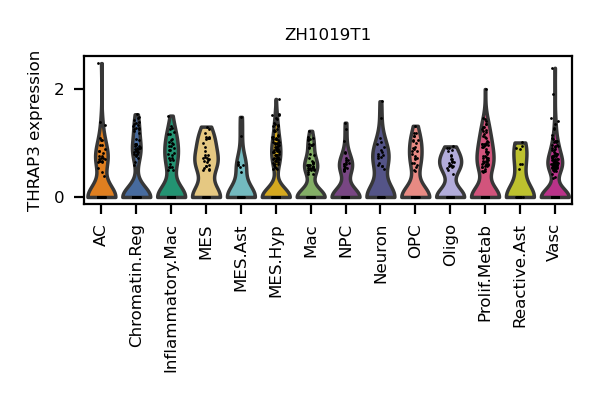 ZH1019T1
THRAP3 expression
2
0
AC
Chromatin.Reg
Inflammatory.Mac
MES
MES.Ast
MES.Hyp
Mac
NPC
Neuron
OPC
Oligo
Prolif.Metab
Reactive.Ast
Vasc